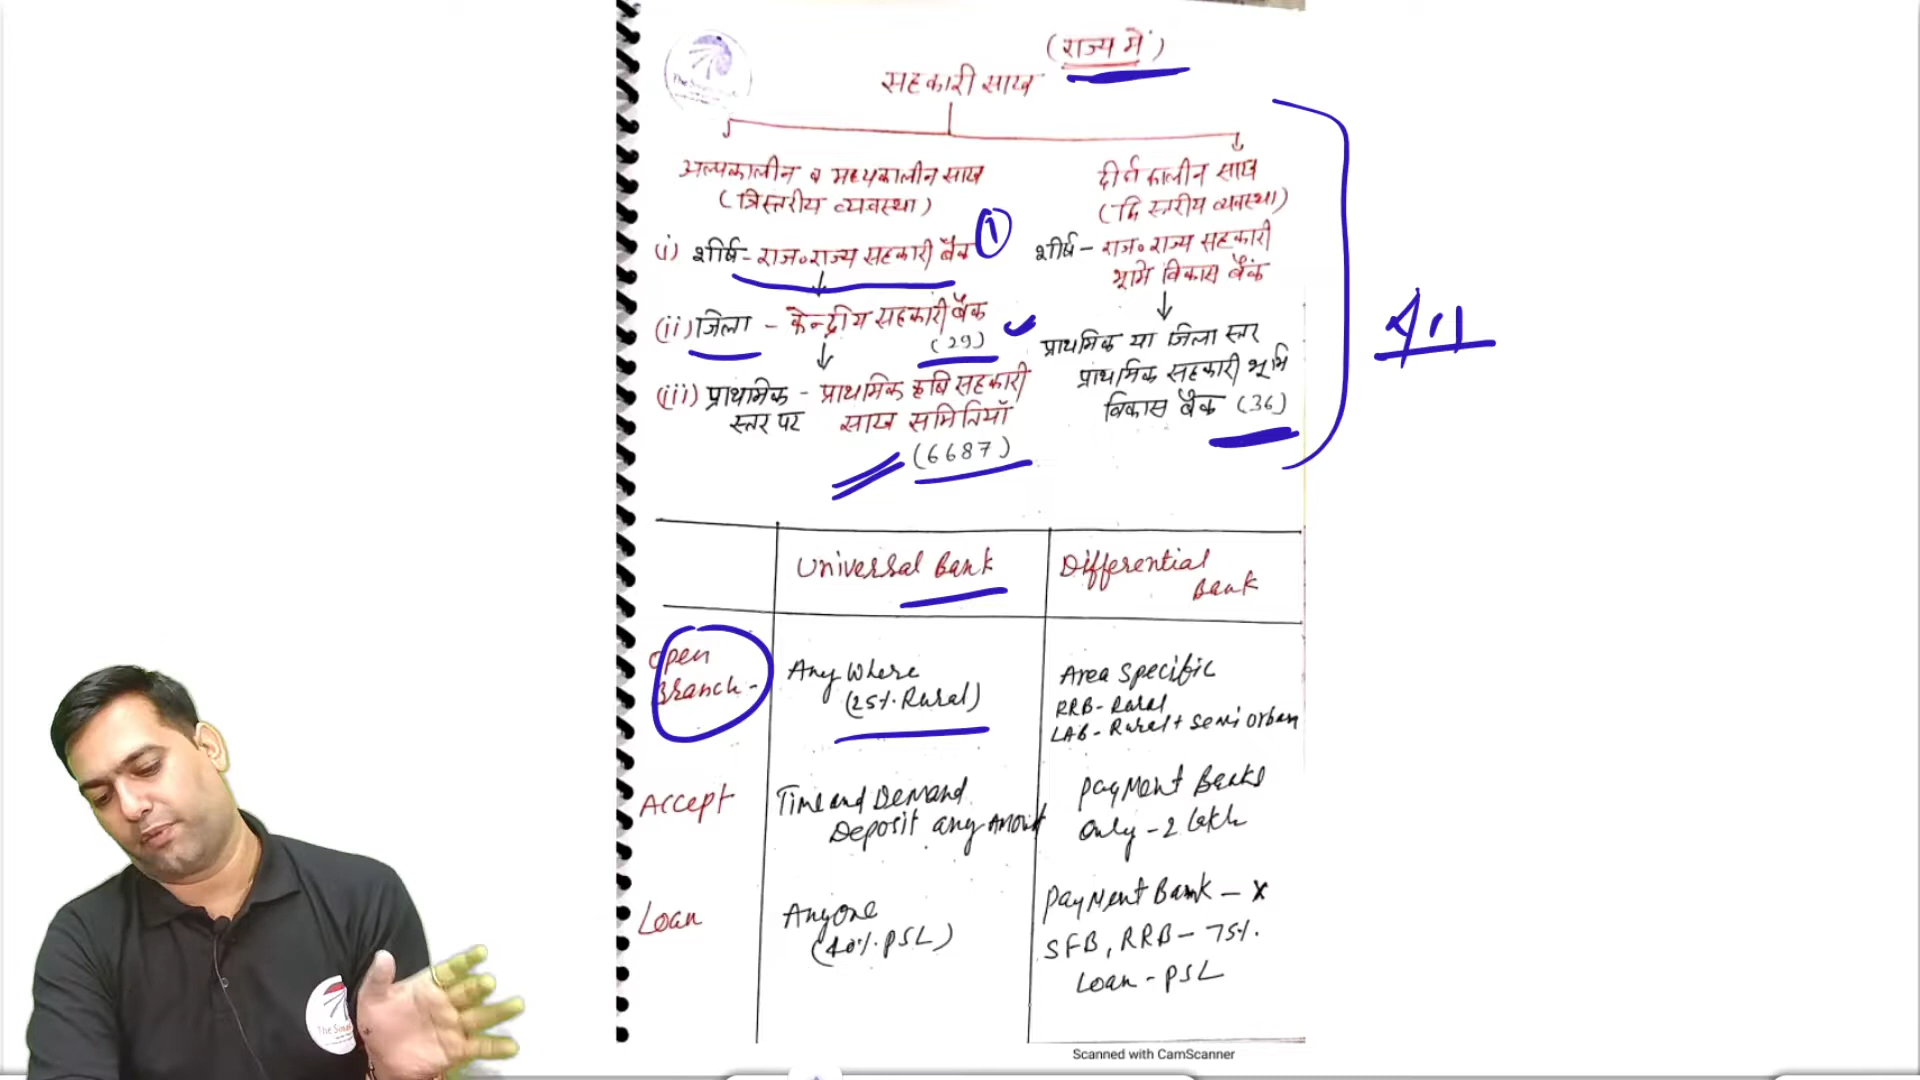 (राज्य में)
सहकारी साख
अल्पकालीन व मध्यकालीन साख
(त्रिस्तरीय व्यवस्था)
(i) शीर्ष - राज॰ राज्य सहकारी बैंक
1
(ii) जिला - केन्द्रीय सहकारी बैंक
(29)
(iii) प्राथमिक - प्राथमिक कृषि सहकारी
स्तर पर साख समितियाँ
(6687)
दीर्घकालीन साख
(द्वि स्तरीय व्यवस्था)
शीर्ष - राज॰ राज्य सहकारी
भूमि विकास बैंक
प्राथमिक या जिला स्तर
प्राथमिक सहकारी भूमि
विकास बैंक (36)
Universal Bank
Differential
Bank
Open
Branch -
Any Where
(25%. Rural)
Area Specific
RRB - Rural
LAB - Rural + Semi Urban
Accept
Time and Demand
Deposit any Amount
Payment Banks
Only - 2 Lakh
Loan
Anyone
(40%. PSL)
Payment Bank - x
SFB, RRB - 75%.
Loan - PSL
Scanned with CamScanner